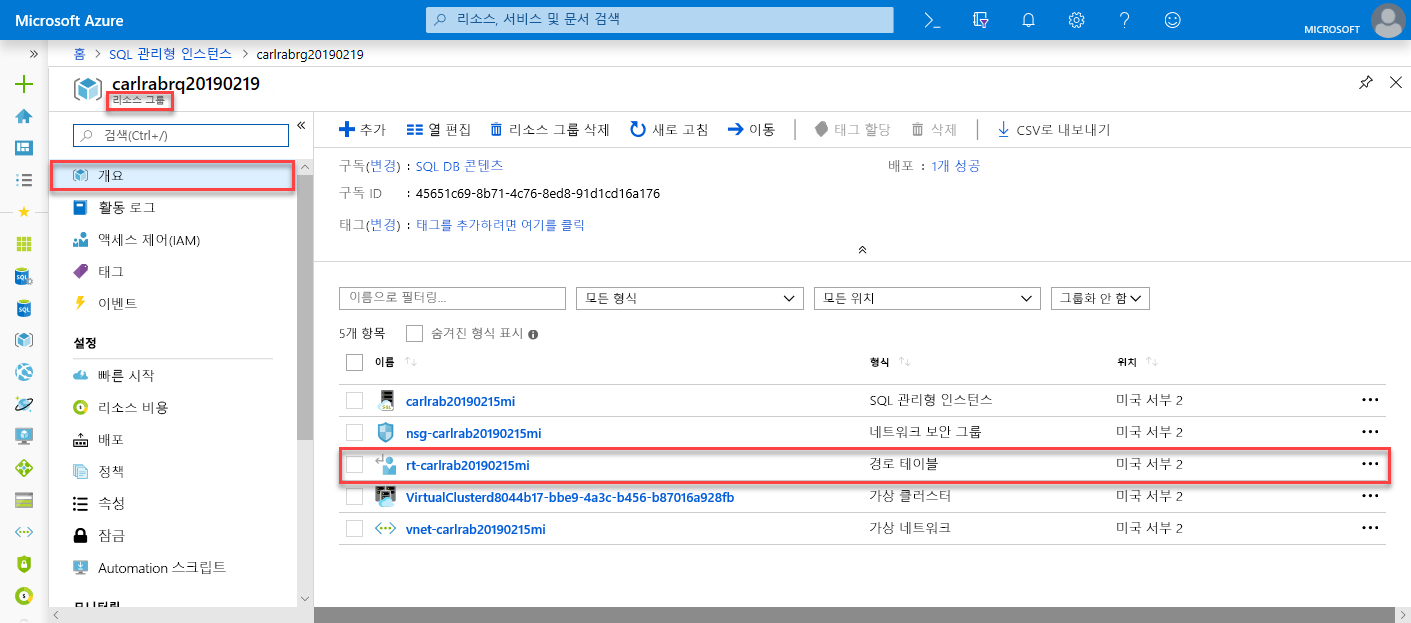 Microsoft Azure
리소스, 서비스 및 문서 검색
MICROSOFT
홈 > SQL 관리형 인스턴스 > carlrabrg20190219
carlrabrq20190219
리소스 그룹
검색(Ctrl+/)
개요
활동 로그
액세스 제어(IAM)
태그
이벤트
설정
빠른 시작
리소스 비용
배포
정책
속성
잠금
Automation 스크립트
모니터링
추가 열 편집 리소스 그룹 삭제 새로 고침 이동 태그 할당 삭제 CSV로 내보내기
구독(변경) : SQL DB 콘텐츠
배포 : 1개 성공
구독 ID : 45651c69-8b71-4c76-8ed8-91d1cd16a176
태그(변경) : 태그를 추가하려면 여기를 클릭
이름으로 필터링... 모든 형식 모든 위치 그룹화 안 함
5개 항목 숨겨진 형식 표시
이름 형식 위치
carlrab20190215mi SQL 관리형 인스턴스 미국 서부 2
nsg-carlrab20190215mi 네트워크 보안 그룹 미국 서부 2
rt-carlrab20190215mi 경로 테이블 미국 서부 2
VirtualClusterd8044b17-bbe9-4a3c-b456-b87016a928fb 가상 클러스터 미국 서부 2
vnet-carlrab20190215mi 가상 네트워크 미국 서부 2